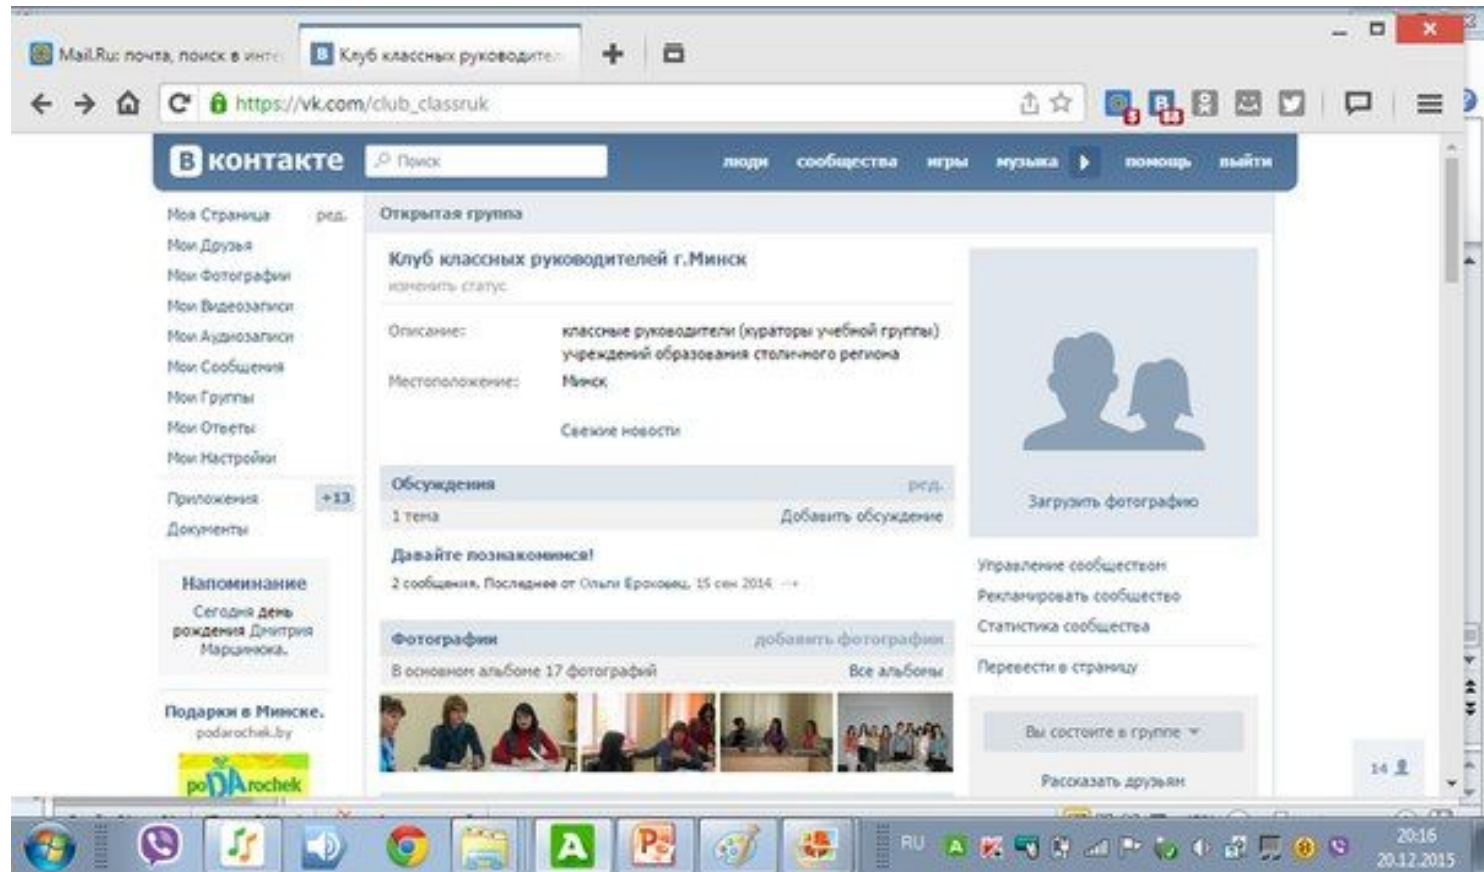 Mail.Ru: почта, поиск в инте
Клуб классных руководител
https://vk.com/club_classruk
В контакте
Поиск
люди сообщества игры музыка помощь выйти
Моя Страница ред.
Мои Друзья
Мои Фотографии
Мои Видеозаписи
Мои Аудиозаписи
Мои Сообщения
Мои Группы
Мои Ответы
Мои Настройки
Приложения +13
Документы
Напоминание
Сегодня день
рождения Дмитрия
Марцинюка.
Подарки в Минске.
podarochek.by
poDArochek
Открытая группа
Клуб классных руководителей г.Минск
изменить статус
Описание: классные руководители (кураторы учебной группы)
учреждений образования столичного региона
Местоположение: Минск
Свежие новости
Обсуждения ред.
1 тема Добавить обсуждение
Давайте познакомимся!
2 сообщения. Последнее от Ольги Ероховец, 15 сен 2014
Фотографии добавить фотографии
В основном альбоме 17 фотографий Все альбомы
Загрузить фотографию
Управление сообществом
Рекламировать сообщество
Статистика сообщества
Перевести в страницу
Вы состоите в группе
Рассказать друзьям
14
RU
20:16
20.12.2015